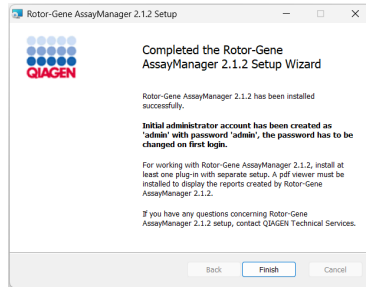 Rotor-Gene AssayManager 2.1.2 Setup
QIAGEN
Completed the Rotor-Gene
AssayManager 2.1.2 Setup Wizard
Rotor-Gene AssayManager 2.1.2 has been installed
successfully.
Initial administrator account has been created as
'admin' with password 'admin', the password has to be
changed on first login.
For working with Rotor-Gene AssayManager 2.1.2, install at
least one plug-in with separate setup. A pdf viewer must be
installed to display the reports created by Rotor-Gene
AssayManager 2.1.2.
If you have any questions concerning Rotor-Gene
AssayManager 2.1.2 setup, contact QIAGEN Technical Services.
Back Finish Cancel